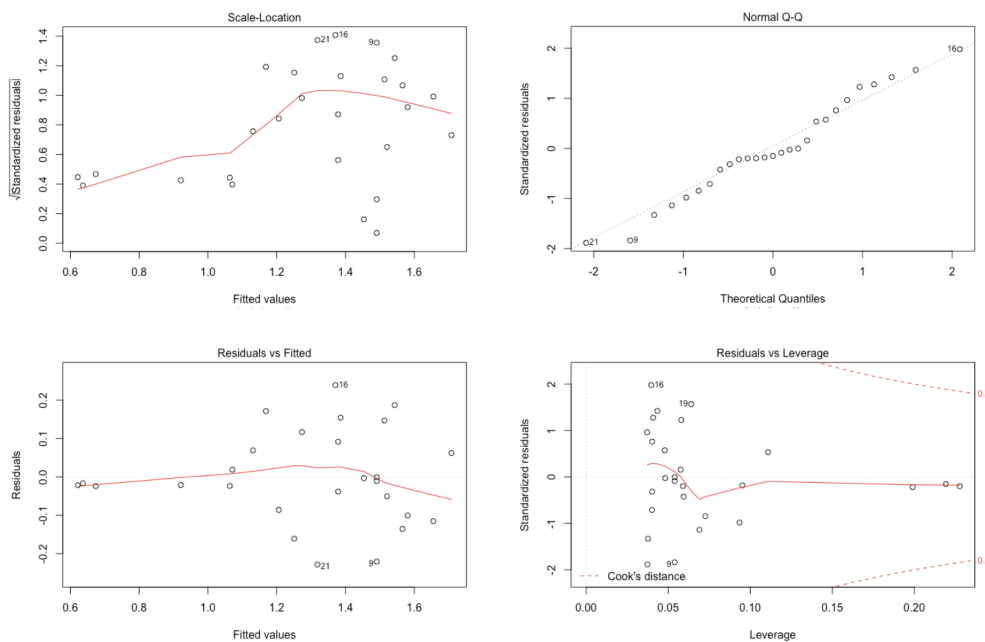 Scale-Location
√|Standardized residuals|
0.0 0.2 0.4 0.6 0.8 1.0 1.2 1.4
21 16 9
0.6 0.8 1.0 1.2 1.4 1.6
Fitted values
Normal Q-Q
Standardized residuals
-2 -1 0 1 2
16
21 9
-2 -1 0 1 2
Theoretical Quantiles
Residuals vs Fitted
Residuals
-0.2 -0.1 0.0 0.1 0.2
16
21 9
0.6 0.8 1.0 1.2 1.4 1.6
Fitted values
Residuals vs Leverage
Standardized residuals
-2 -1 0 1 2
16
19
9
0.
0.
Cook's distance
0.00 0.05 0.10 0.15 0.20
Leverage